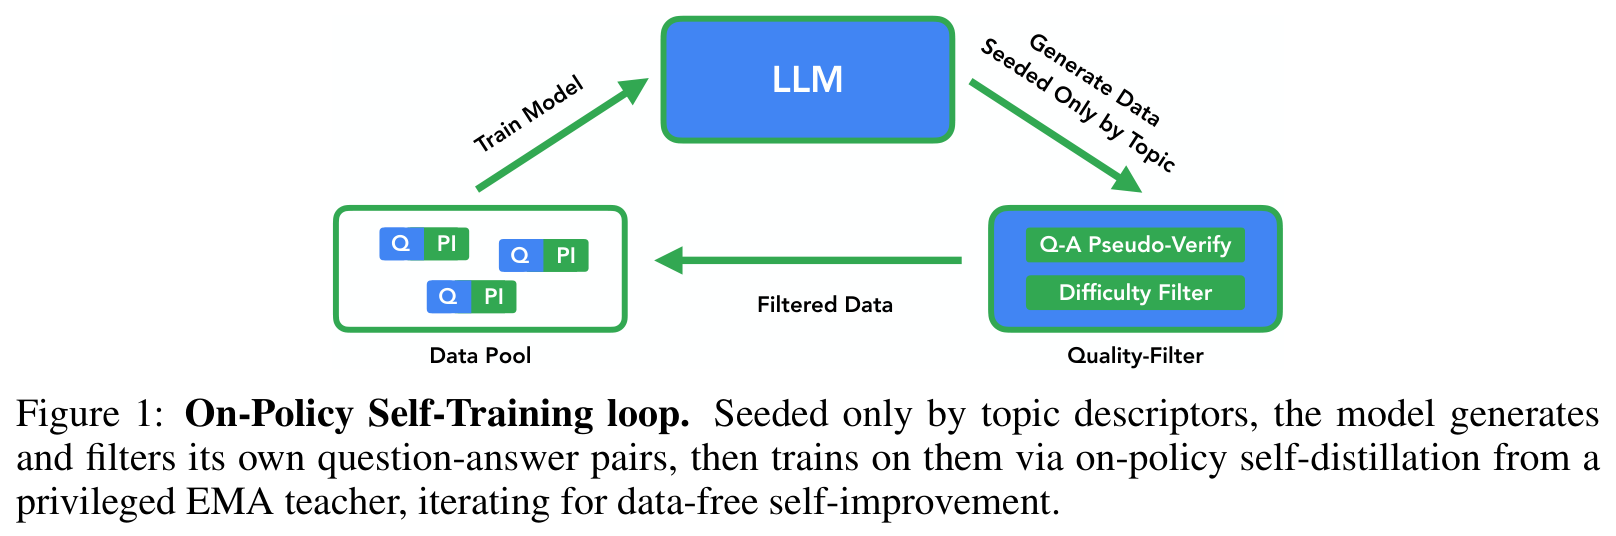 LLM
Train Model
Generate Data
Seeded Only by Topic
Q PI
Q PI
Q PI
Data Pool
Filtered Data
Q-A Pseudo-Verify
Difficulty Filter
Quality-Filter
Figure 1: On-Policy Self-Training loop. Seeded only by topic descriptors, the model generates
and filters its own question-answer pairs, then trains on them via on-policy self-distillation from a
privileged EMA teacher, iterating for data-free self-improvement.